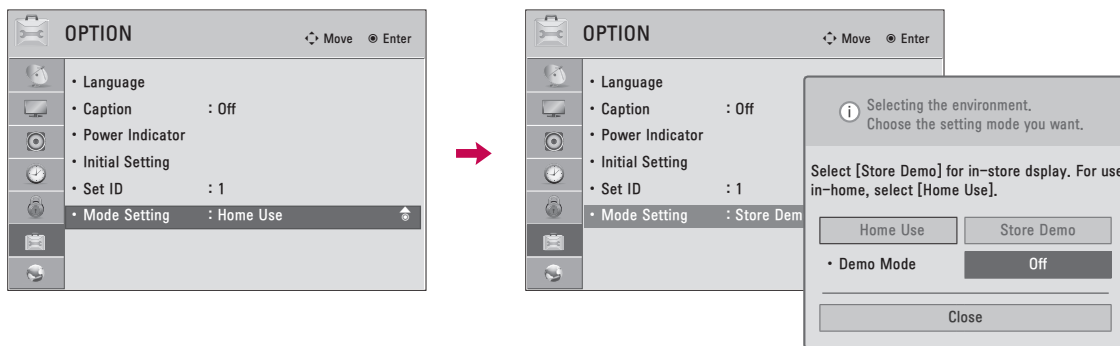 OPTION
Move Enter
• Language
• Caption : Off
• Power Indicator
• Initial Setting
• Set ID : 1
• Mode Setting : Home Use
OPTION
Move Enter
• Language
• Caption : Off
• Power Indicator
• Initial Setting
• Set ID : 1
• Mode Setting : Store Dem
i
Selecting the environment.
Choose the setting mode you want.
Select [Store Demo] for in-store dsplay. For use
in-home, select [Home Use].
Home Use Store Demo
• Demo Mode Off
Close